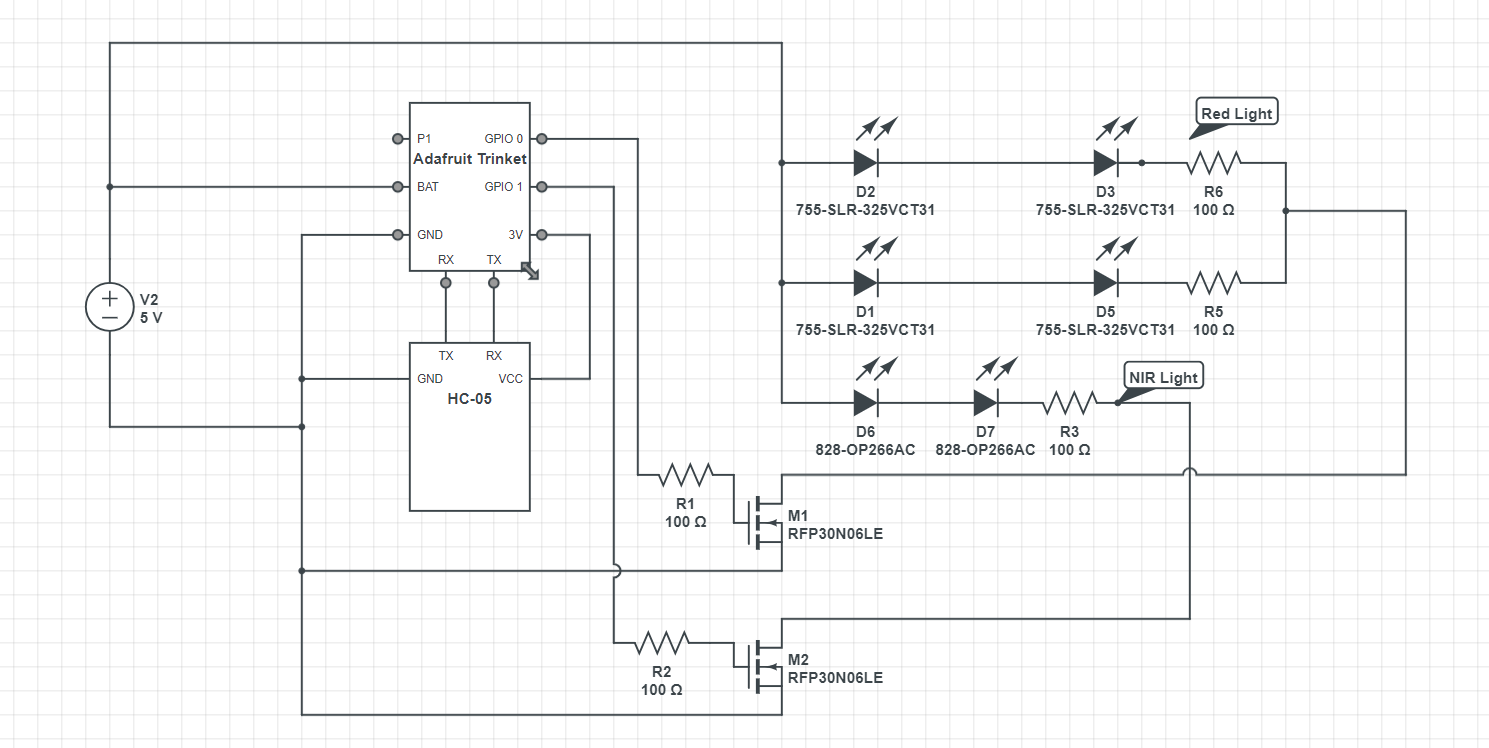 Red Light
P1
GPIO 0
Adafruit Trinket
BAT
GPIO 1
GND
3V
RX
TX
V2
5 V
TX
RX
GND
VCC
HC-05
D2
755-SLR-325VCT31
D3
755-SLR-325VCT31
R6
100 Ω
D1
755-SLR-325VCT31
D5
755-SLR-325VCT31
R5
100 Ω
NIR Light
D6
828-OP266AC
D7
828-OP266AC
R3
100 Ω
R1
100 Ω
M1
RFP30N06LE
R2
100 Ω
M2
RFP30N06LE